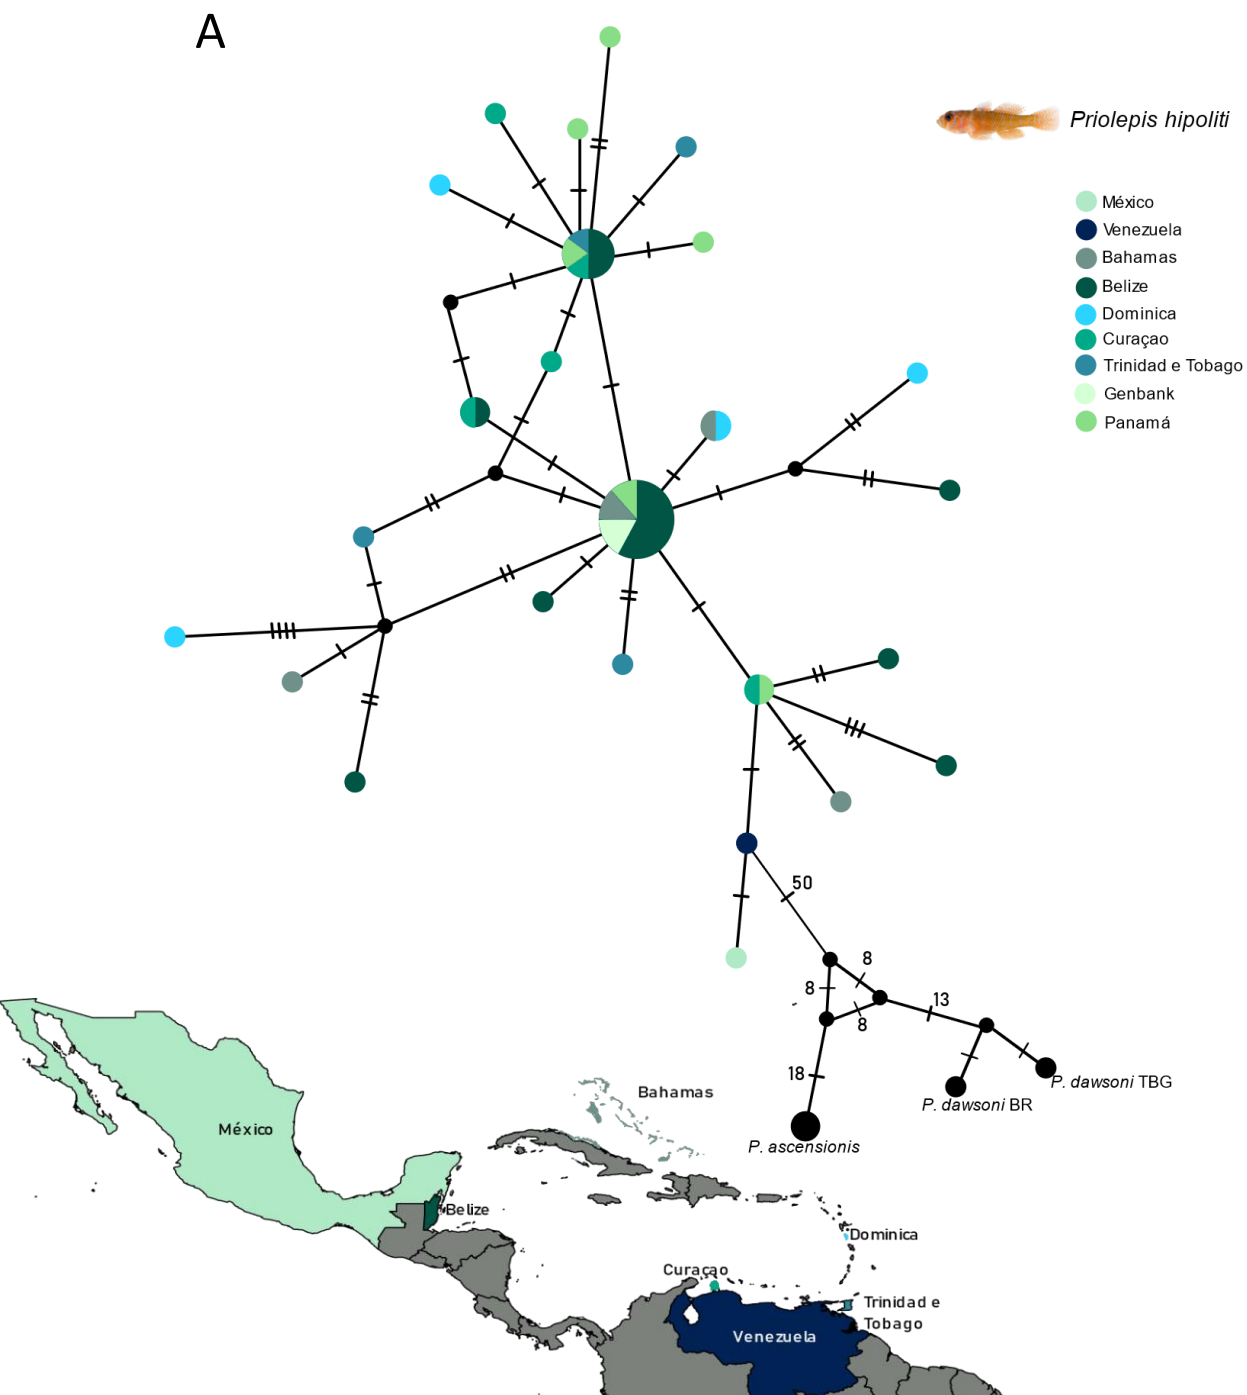 A
Priolepis hipoliti
México
Venezuela
Bahamas
Belize
Dominica
Curaçao
Trinidad e Tobago
Genbank
Panamá
50
8
8
8
13
18
P. dawsoni TBG
P. dawsoni BR
P. ascensionis
Bahamas
México
Belize
Dominica
Curaçao
Trinidad e
Tobago
Venezuela